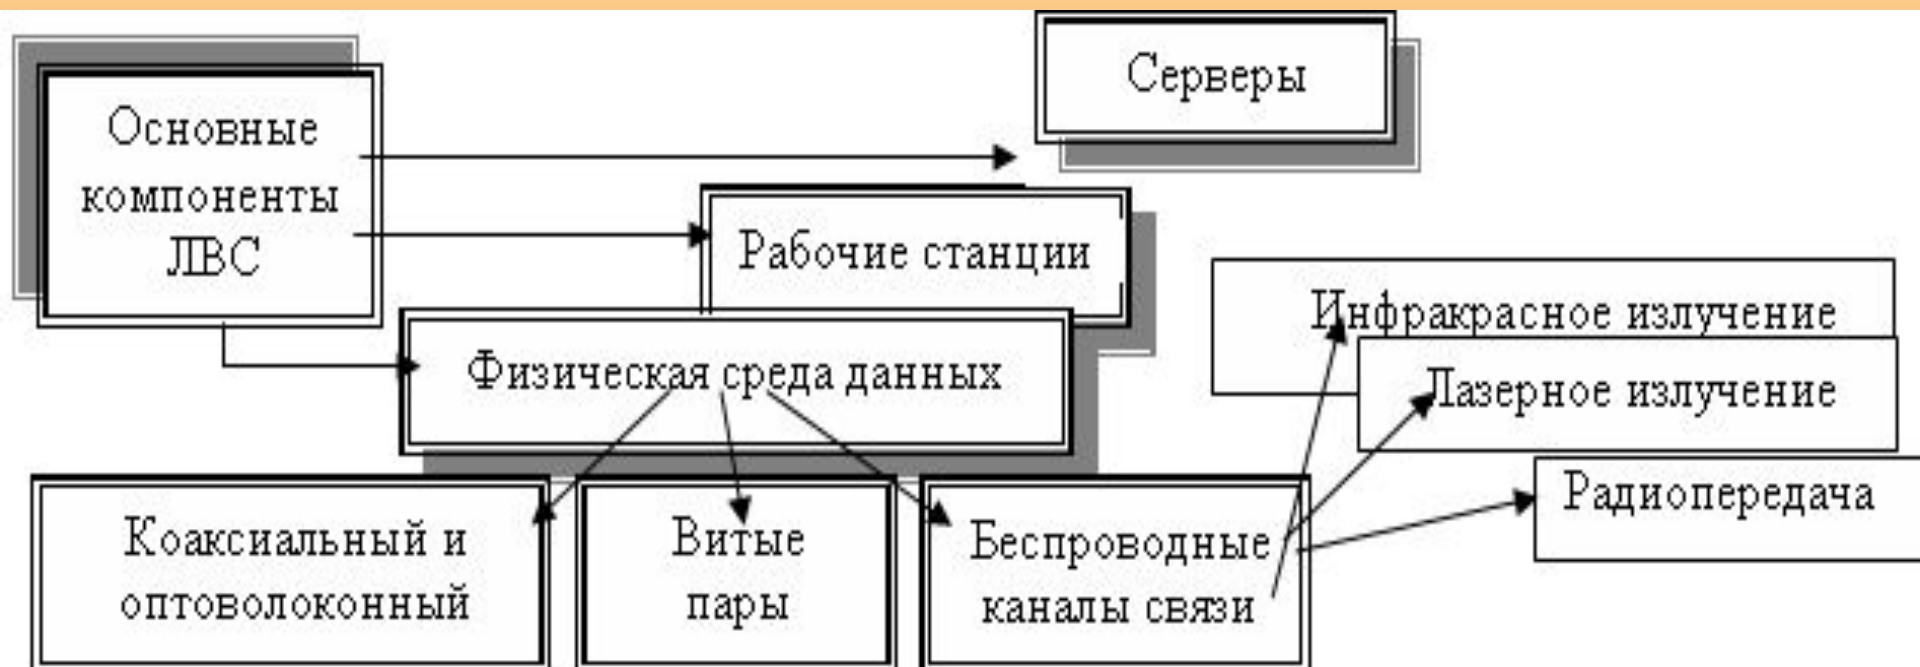 Серверы
Основные
компоненты
ЛВС
Рабочие станции
Инфракрасное излучение
Физическая среда данных
Лазерное излучение
Радиопередача
Коаксиальный и
оптоволоконный
Витые
пары
Беспроводные
каналы связи